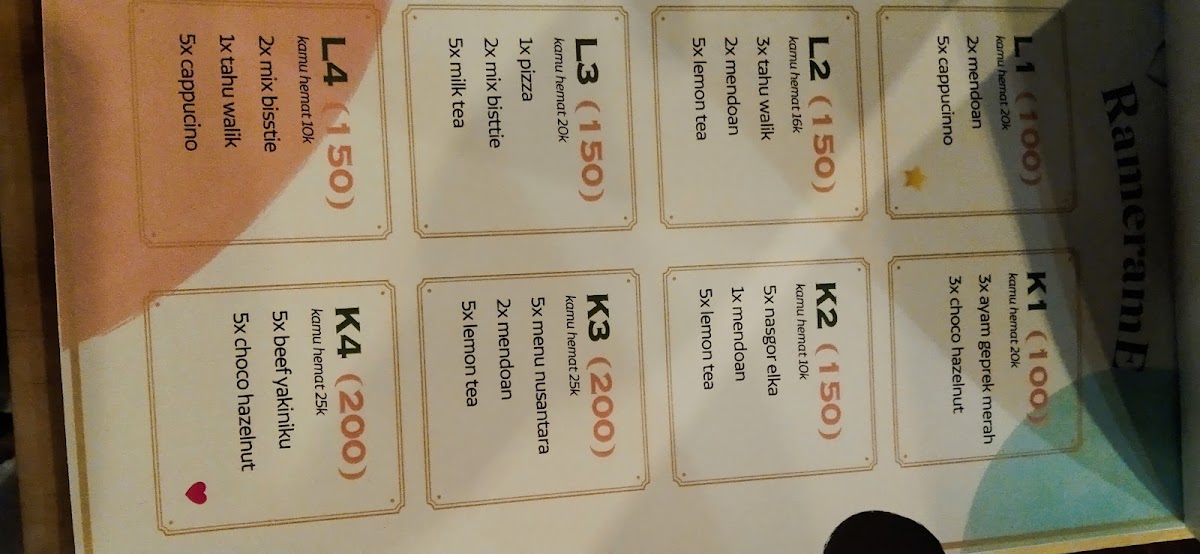 RameramE
L1 (100)
kamu hemat 20k
2x mendoan
5x cappucinno
K1 (100)
kamu hemat 20k
3x ayam geprek merah
3x choco hazelnut
L2 (150)
kamu hemat 16k
3x tahu walik
2x mendoan
5x lemon tea
K2 (150)
kamu hemat 10k
5x nasgor elka
1x mendoan
5x lemon tea
L3 (150)
kamu hemat 20k
1x pizza
2x mix bisttie
5x milk tea
K3 (200)
kamu hemat 25k
5x menu nusantara
2x mendoan
5x lemon tea
L4 (150)
kamu hemat 10k
2x mix bisstie
1x tahu walik
5x cappucino
K4 (200)
kamu hemat 25k
5x beef yakiniku
5x choco hazelnut